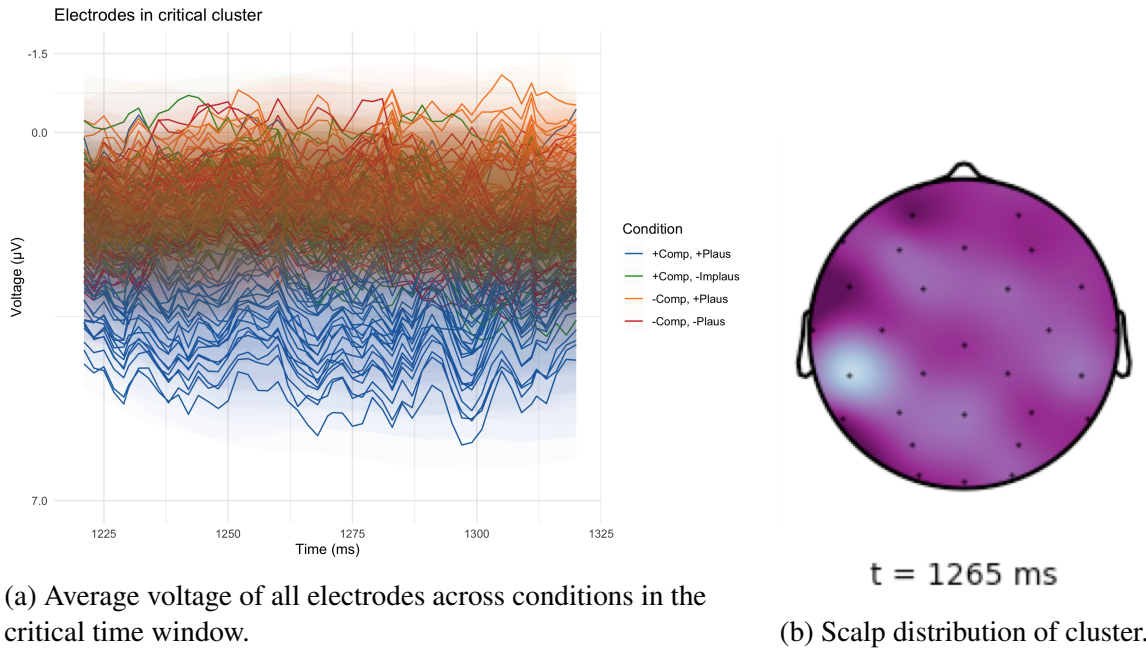 Electrodes in critical cluster
-1.5
0.0
7.0
Voltage (µV)
1225
1250
1275
1300
1325
Time (ms)
Condition
+Comp, +Plaus
+Comp, -Implaus
-Comp, +Plaus
-Comp, -Plaus
t = 1265 ms
(a) Average voltage of all electrodes across conditions in the
critical time window.
(b) Scalp distribution of cluster.